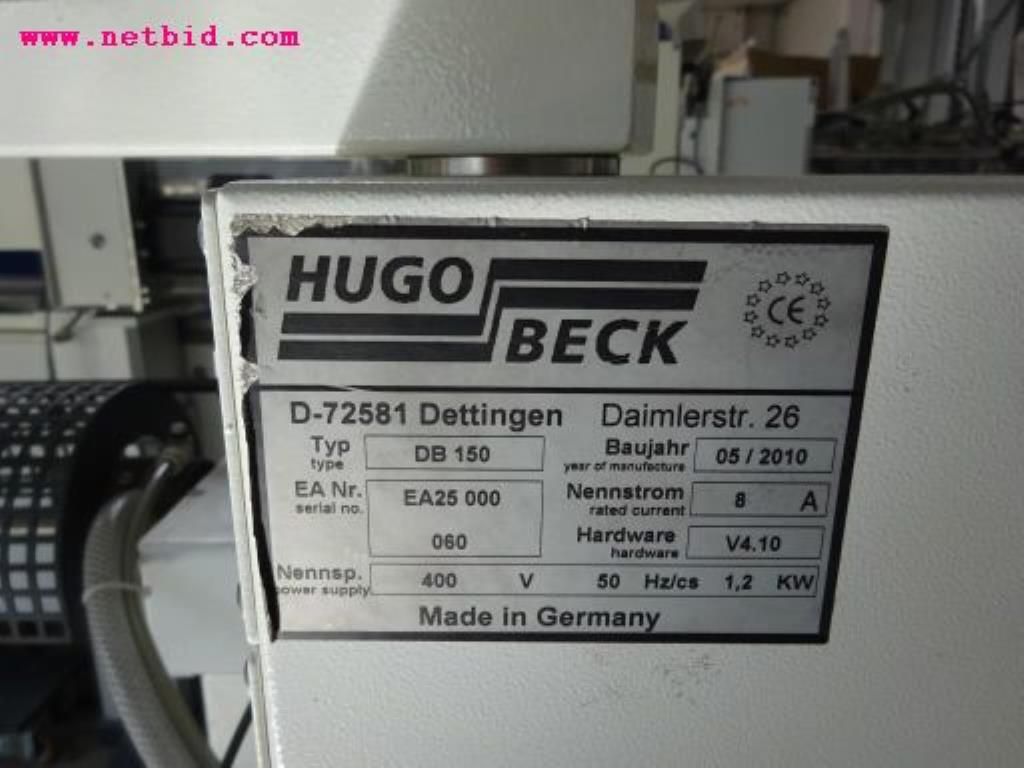 www.netbid.com
HUGO
BECK
CE
D-72581 Dettingen Daimlerstr. 26
Typ DB 150 Baujahr 05 / 2010
type year of manufacture
EA Nr. EA25 000 Nennstrom 8 A
serial no. rated current
060 Hardware V4.10
hardware
Nennsp. 400 V 50 Hz/cs 1,2 KW
power supply
Made in Germany